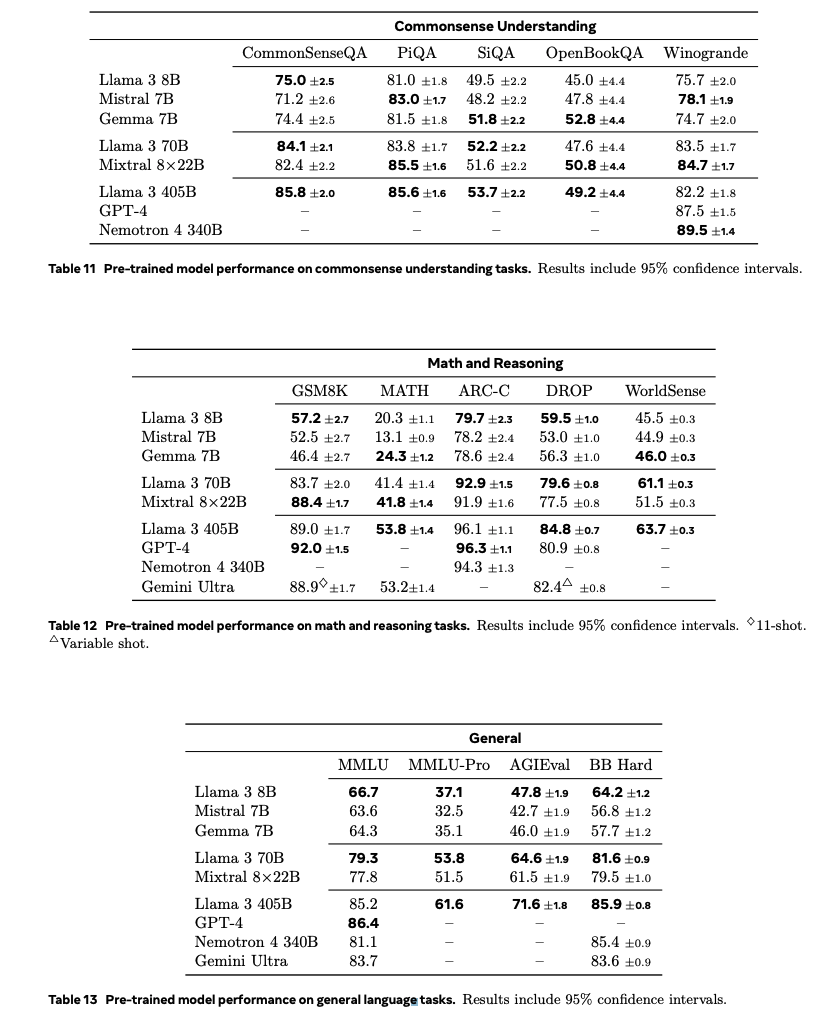 Commonsense Understanding
CommonSenseQA PiQA SiQA OpenBookQA Winogrande
Llama 3 8B 75.0 ±2.5 81.0 ±1.8 49.5 ±2.2 45.0 ±4.4 75.7 ±2.0
Mistral 7B 71.2 ±2.6 83.0 ±1.7 48.2 ±2.2 47.8 ±4.4 78.1 ±1.9
Gemma 7B 74.4 ±2.5 81.5 ±1.8 51.8 ±2.2 52.8 ±4.4 74.7 ±2.0
Llama 3 70B 84.1 ±2.1 83.8 ±1.7 52.2 ±2.2 47.6 ±4.4 83.5 ±1.7
Mixtral 8×22B 82.4 ±2.2 85.5 ±1.6 51.6 ±2.2 50.8 ±4.4 84.7 ±1.7
Llama 3 405B 85.8 ±2.0 85.6 ±1.6 53.7 ±2.2 49.2 ±4.4 82.2 ±1.8
GPT-4 – – – – 87.5 ±1.5
Nemotron 4 340B – – – – 89.5 ±1.4
Table 11 Pre-trained model performance on commonsense understanding tasks. Results include 95% confidence intervals.
Math and Reasoning
GSM8K MATH ARC-C DROP WorldSense
Llama 3 8B 57.2 ±2.7 20.3 ±1.1 79.7 ±2.3 59.5 ±1.0 45.5 ±0.3
Mistral 7B 52.5 ±2.7 13.1 ±0.9 78.2 ±2.4 53.0 ±1.0 44.9 ±0.3
Gemma 7B 46.4 ±2.7 24.3 ±1.2 78.6 ±2.4 56.3 ±1.0 46.0 ±0.3
Llama 3 70B 83.7 ±2.0 41.4 ±1.4 92.9 ±1.5 79.6 ±0.8 61.1 ±0.3
Mixtral 8×22B 88.4 ±1.7 41.8 ±1.4 91.9 ±1.6 77.5 ±0.8 51.5 ±0.3
Llama 3 405B 89.0 ±1.7 53.8 ±1.4 96.1 ±1.1 84.8 ±0.7 63.7 ±0.3
GPT-4 92.0 ±1.5 – 96.3 ±1.1 80.9 ±0.8 –
Nemotron 4 340B – – 94.3 ±1.3 – –
Gemini Ultra 88.9◇±1.7 53.2±1.4 – 82.4△ ±0.8 –
Table 12 Pre-trained model performance on math and reasoning tasks. Results include 95% confidence intervals. ◇11-shot.
△Variable shot.
General
MMLU MMLU-Pro AGIEval BB Hard
Llama 3 8B 66.7 37.1 47.8 ±1.9 64.2 ±1.2
Mistral 7B 63.6 32.5 42.7 ±1.9 56.8 ±1.2
Gemma 7B 64.3 35.1 46.0 ±1.9 57.7 ±1.2
Llama 3 70B 79.3 53.8 64.6 ±1.9 81.6 ±0.9
Mixtral 8×22B 77.8 51.5 61.5 ±1.9 79.5 ±1.0
Llama 3 405B 85.2 61.6 71.6 ±1.8 85.9 ±0.8
GPT-4 86.4 – – –
Nemotron 4 340B 81.1 – – 85.4 ±0.9
Gemini Ultra 83.7 – – 83.6 ±0.9
Table 13 Pre-trained model performance on general language tasks. Results include 95% confidence intervals.